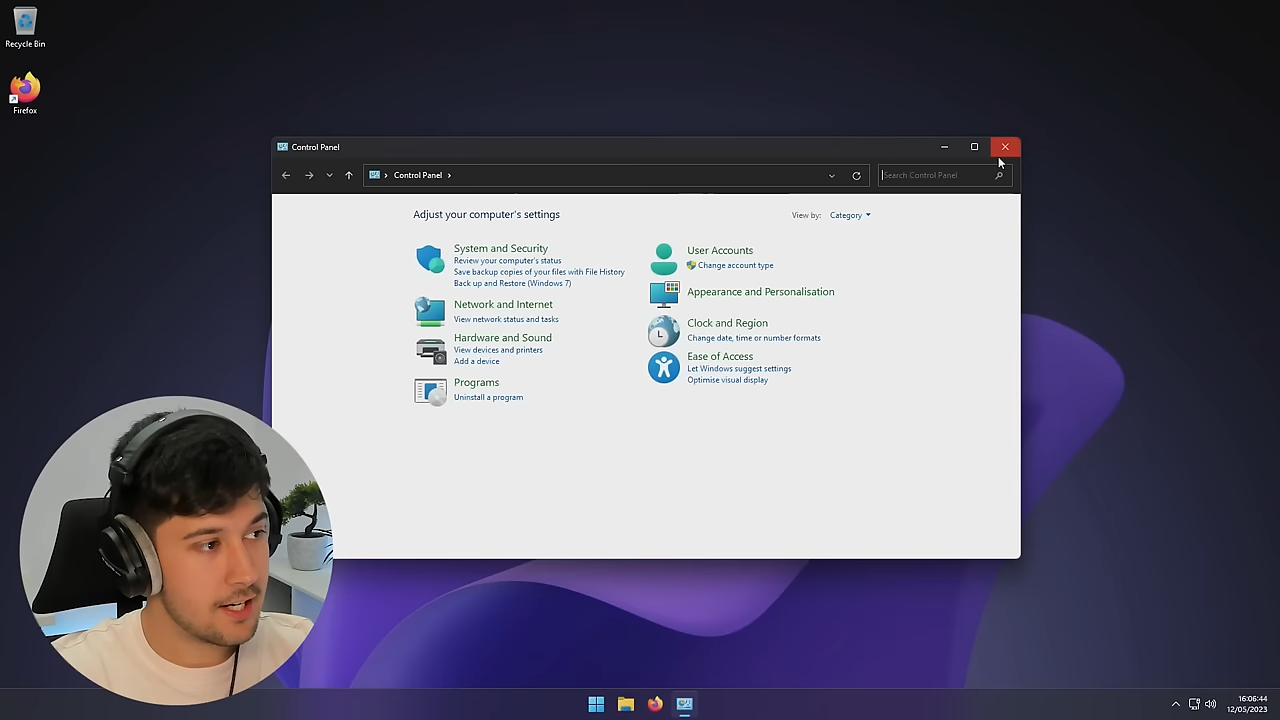 Recycle Bin
Firefox
Control Panel
Control Panel
Search Control Panel
Adjust your computer's settings
View by: Category
System and Security
Review your computer's status
Save backup copies of your files with File History
Back up and Restore (Windows 7)
Network and Internet
View network status and tasks
Hardware and Sound
View devices and printers
Add a device
Programs
Uninstall a program
User Accounts
Change account type
Appearance and Personalisation
Clock and Region
Change date, time or number formats
Ease of Access
Let Windows suggest settings
Optimise visual display
16:06:44
12/05/2023